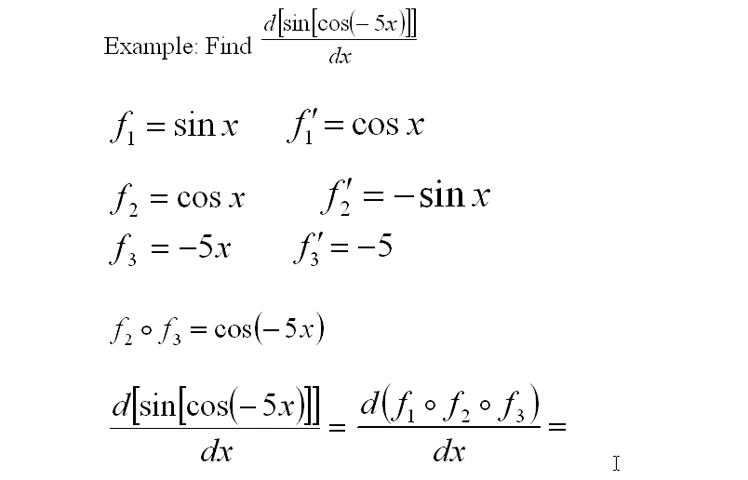 Example: Find d[sin[cos(− 5x)]] / dx
f₁ = sin x f₁′ = cos x
f₂ = cos x f₂′ = − sin x
f₃ = −5x f₃′ = −5
f₂ ∘ f₃ = cos(− 5x)
d[sin[cos(− 5x)]] / dx = d(f₁ ∘ f₂ ∘ f₃) / dx =